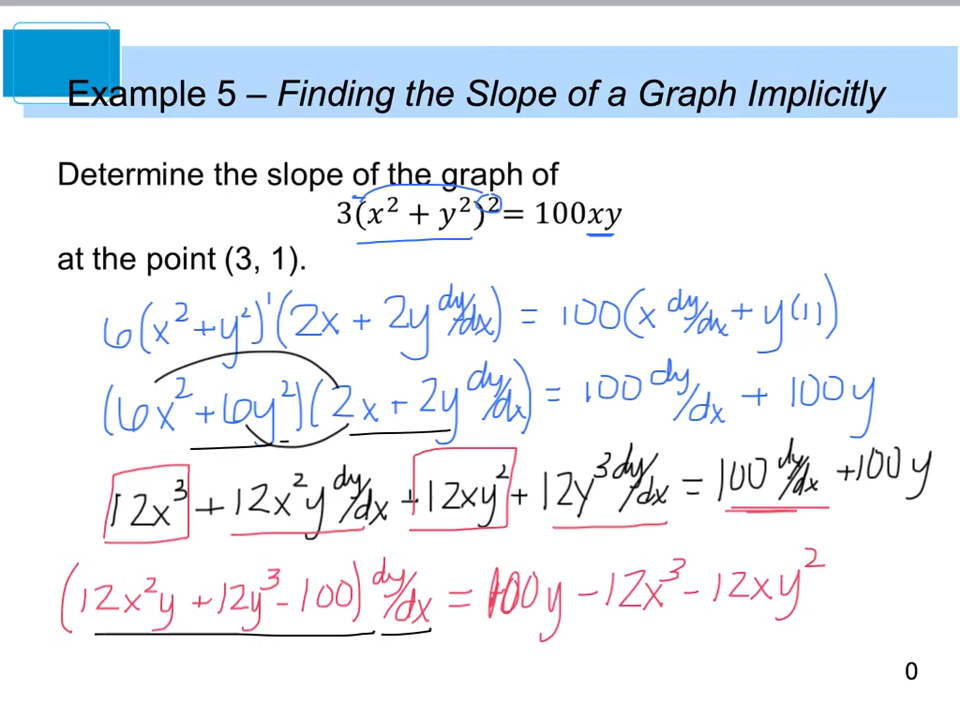 Example 5 – Finding the Slope of a Graph Implicitly
Determine the slope of the graph of
3(x² + y²)² = 100xy
at the point (3, 1).
6(x² + y²)¹(2x + 2y dy/dx) = 100(x dy/dx + y(1))
(6x² + 6y²)(2x + 2y dy/dx) = 100 dy/dx + 100y
12x³ + 12x²y dy/dx + 12xy² + 12y³ dy/dx = 100 dy/dx + 100y
(12x²y + 12y³ - 100) dy/dx = 100y - 12x³ - 12xy²
0